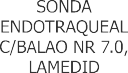 SONDA
ENDOTRAQUEAL
C/BALAO NR 7.0,
LAMEDID